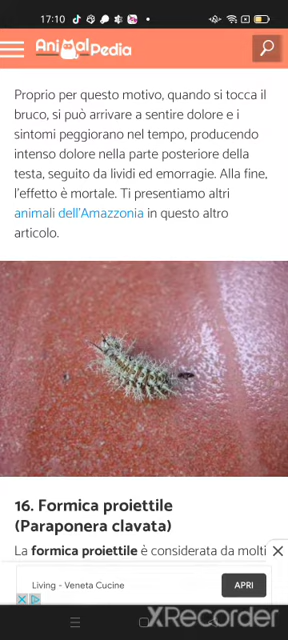 17:10
AnimalPedia
Proprio per questo motivo, quando si tocca il
bruco, si può arrivare a sentire dolore e i
sintomi peggiorano nel tempo, producendo
intenso dolore nella parte posteriore della
testa, seguito da lividi ed emorragie. Alla fine,
l'effetto è mortale. Ti presentiamo altri
animali dell'Amazzonia in questo altro
articolo.
16. Formica proiettile
(Paraponera clavata)
La formica proiettile è considerata da molti
Living - Veneta Cucine
APRI
XRecorder